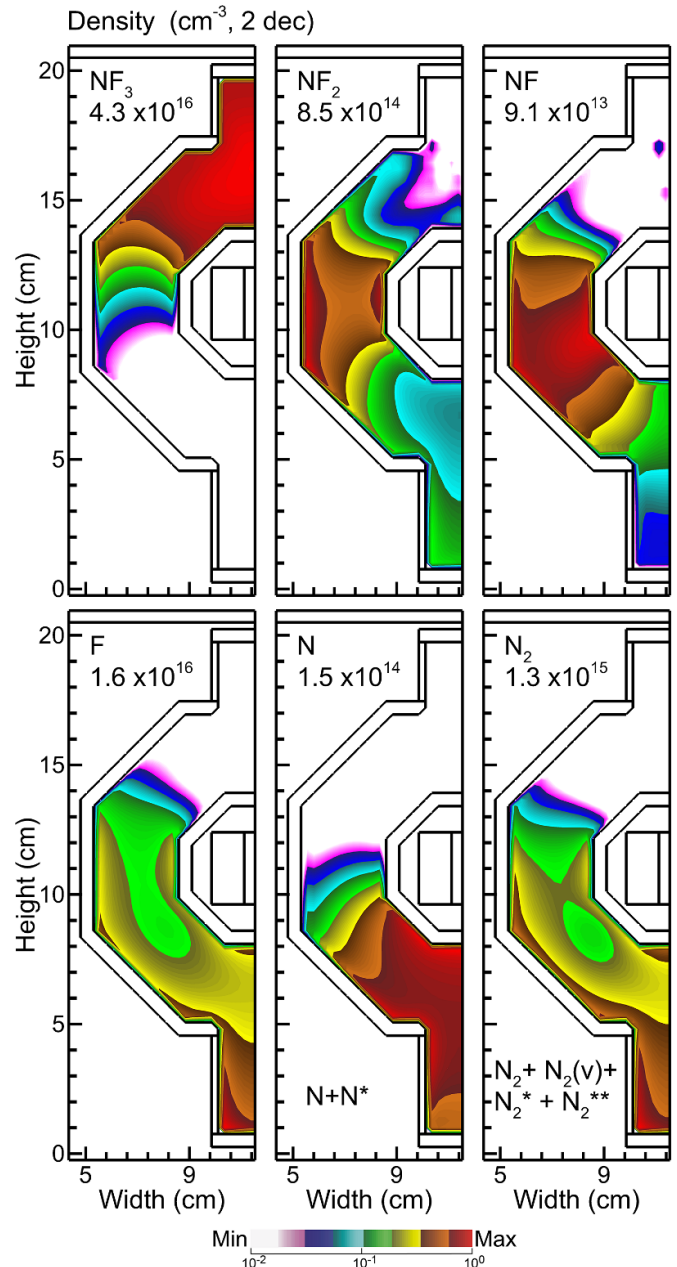 Density (cm⁻³, 2 dec)
20
15
10
5
0
Height (cm)
NF₃
4.3 x10¹⁶
NF₂
8.5 x10¹⁴
NF
9.1 x10¹³
20
15
10
5
0
Height (cm)
F
1.6 x10¹⁶
N
1.5 x10¹⁴
N₂
1.3 x10¹⁵
N+N*
N₂+ N₂(v)+
N₂* + N₂**
5 9
5 9
5 9
Width (cm)
Width (cm)
Width (cm)
Min Max
10⁻² 10⁻¹ 10⁰